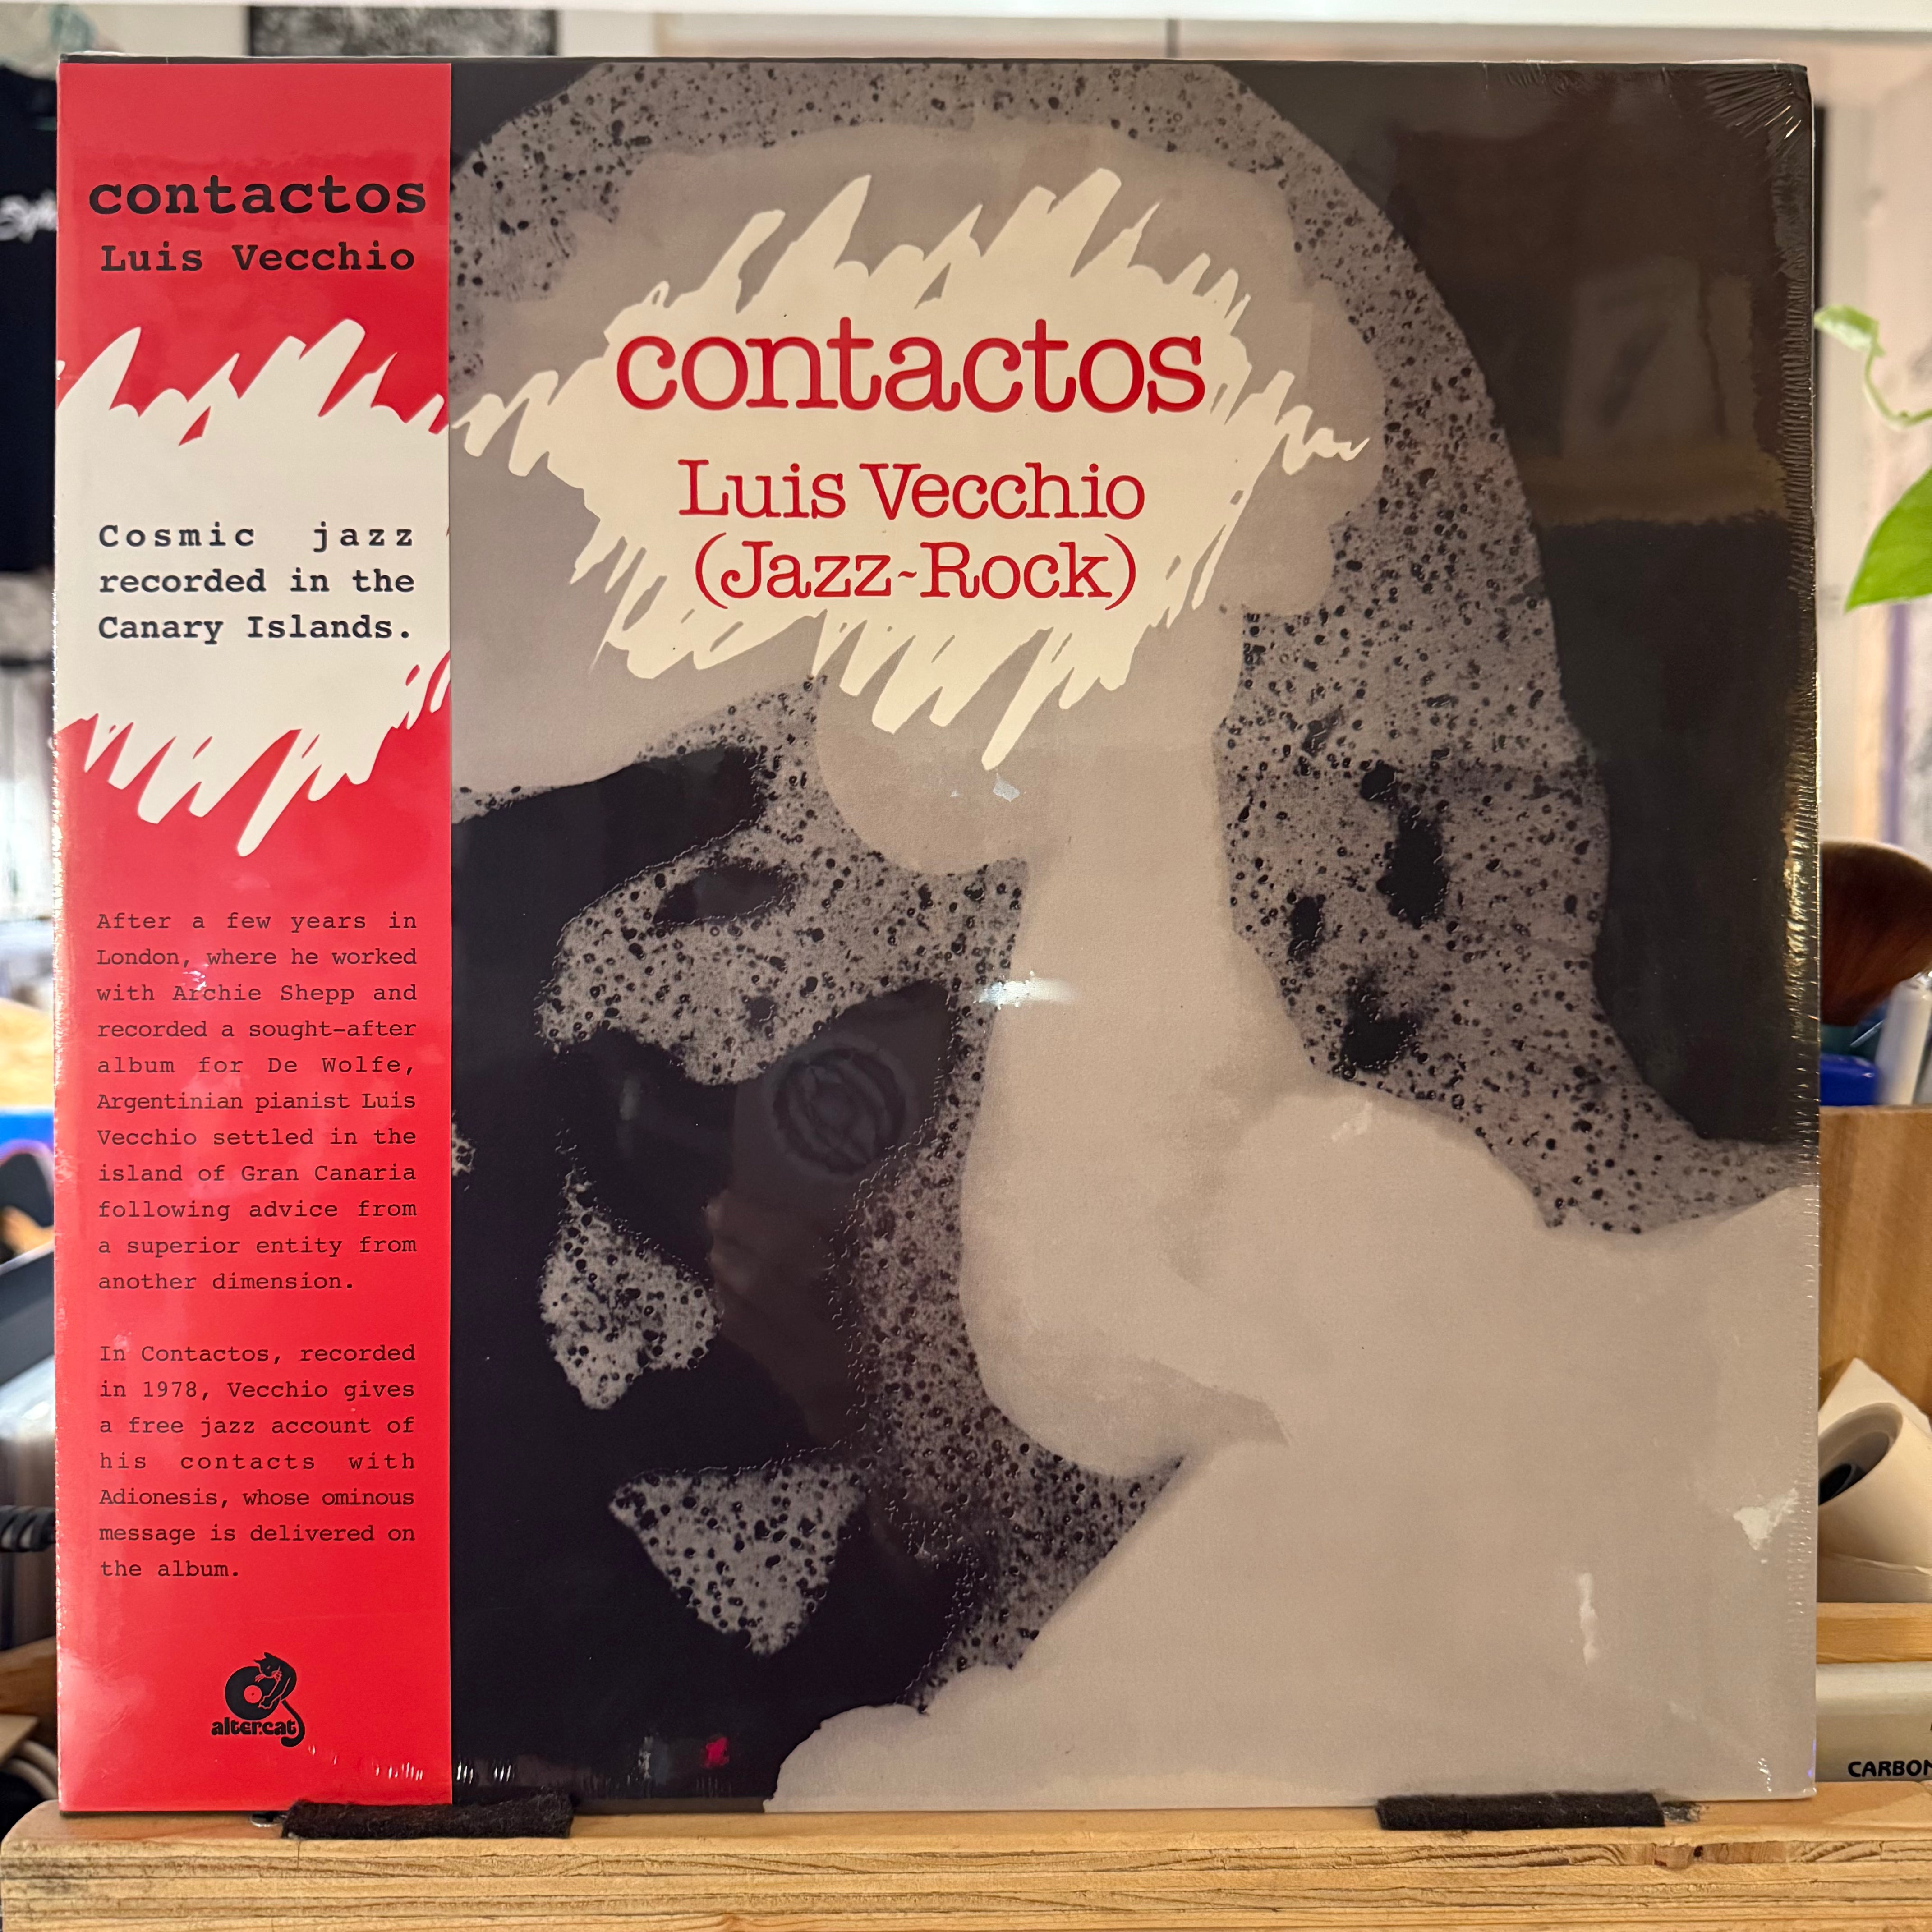 contactos
Luis Vecchio
Cosmic jazz
recorded in the
Canary Islands.
After a few years in
London, where he worked
with Archie Shepp and
recorded a sought-after
album for De Wolfe,
Argentinian pianist Luis
Vecchio settled in the
island of Gran Canaria
following advice from
a superior entity from
another dimension.
In Contactos, recorded
in 1978, Vecchio gives
a free jazz account of
his contacts with
Adionesis, whose ominous
message is delivered on
the album.
altercat
contactos
Luis Vecchio
(Jazz-Rock)
CARBON